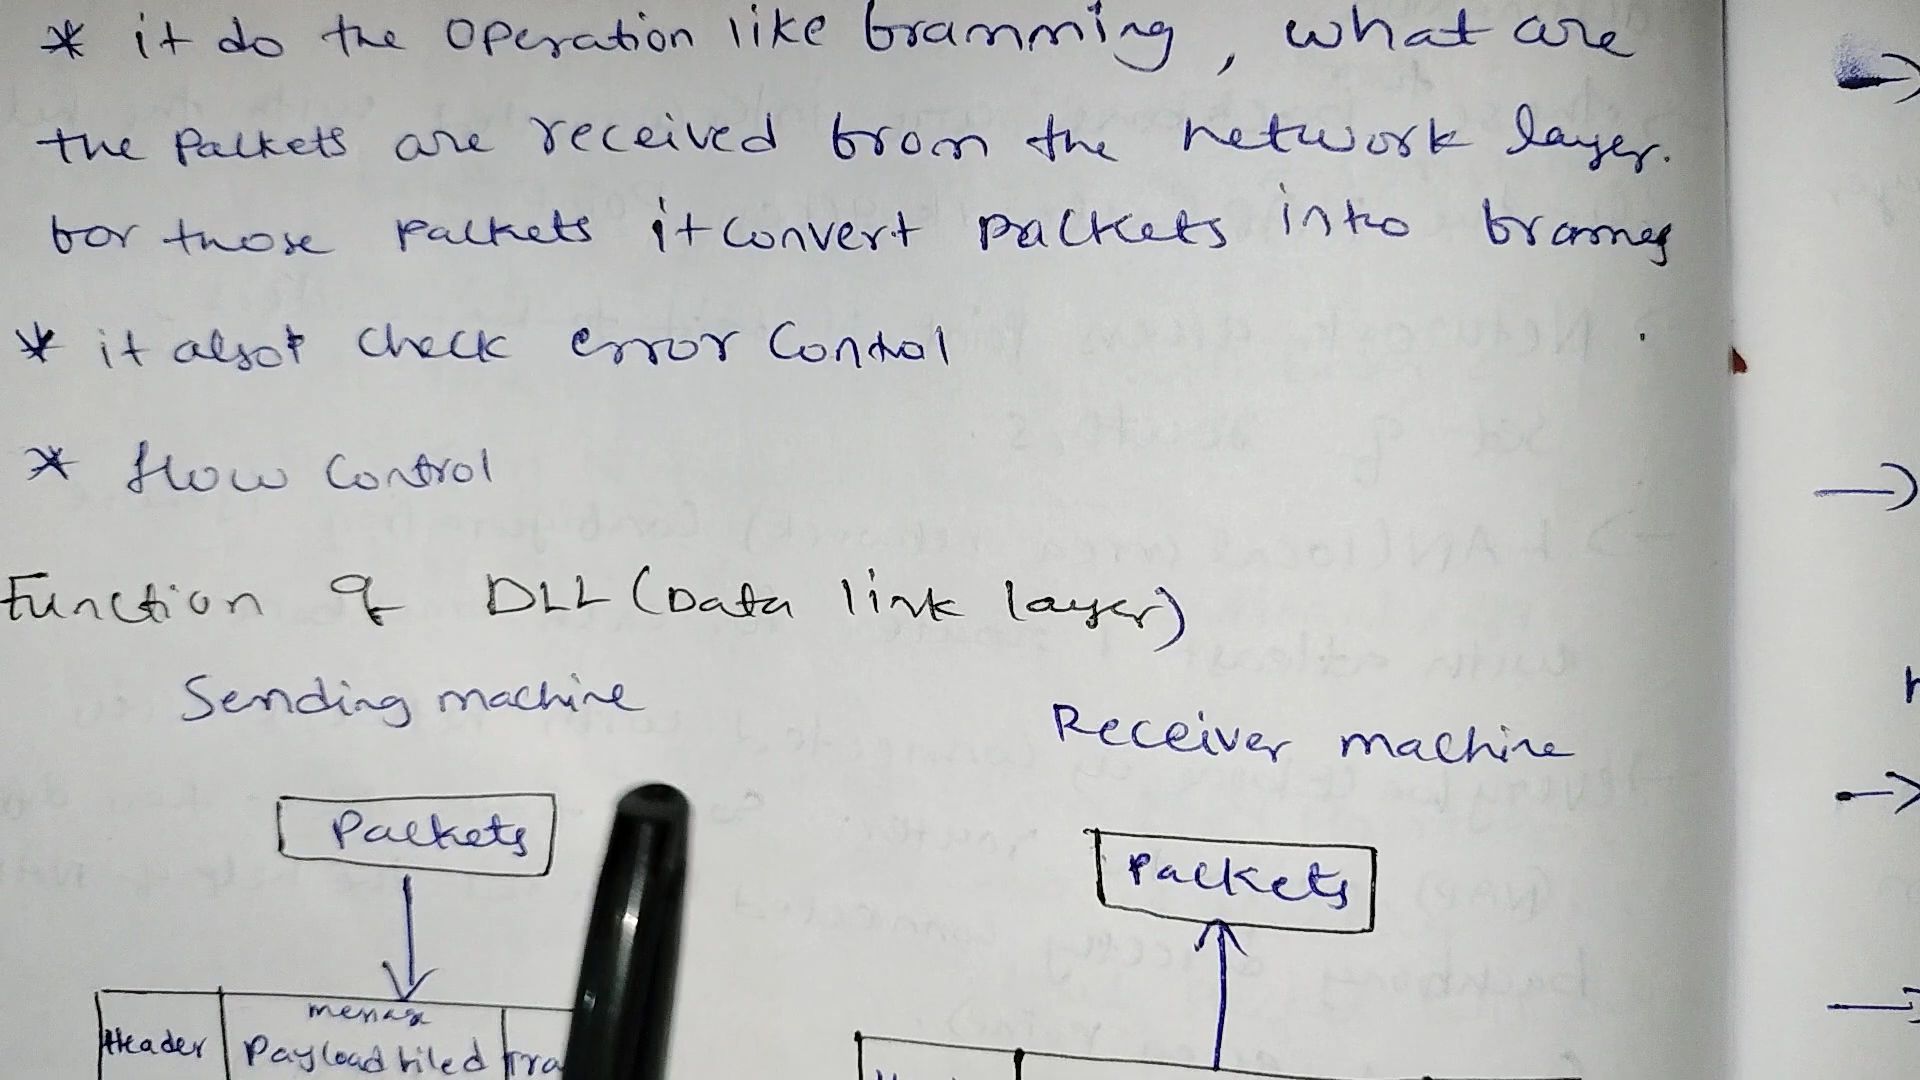 * it do the operation like framming, what are
the Packets are received from the network layer.
for those packets it convert packets into frames
* it also check error Control
* flow Control
Function of DLL (Data link layer)
Sending machine
Receiver machine
Packets
Packets
Header
Payload filed
Tra